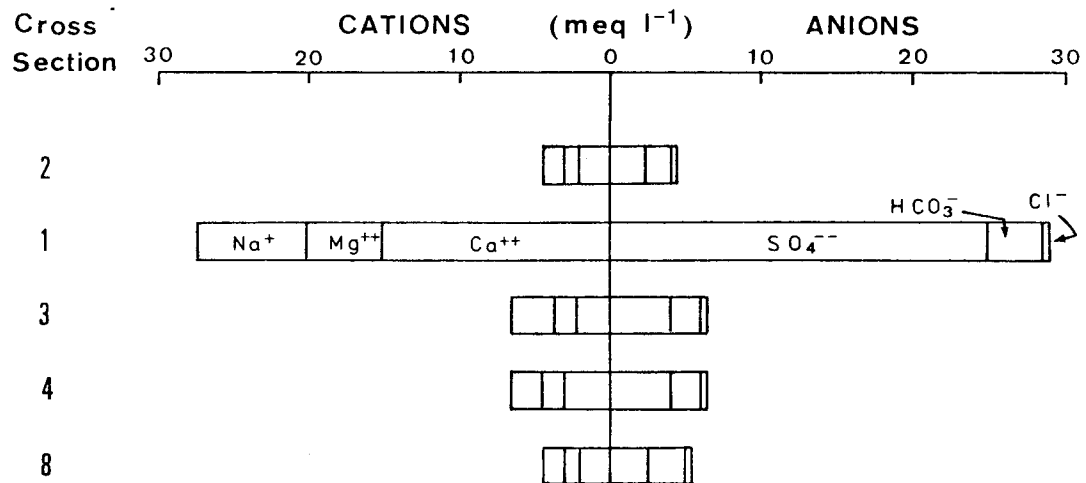 Cross Section
CATIONS (meq l⁻¹) ANIONS
30 20 10 0 10 20 30
2
HCO₃⁻ Cl⁻
1 Na⁺ Mg⁺⁺ Ca⁺⁺ SO₄⁻⁻
3
4
8